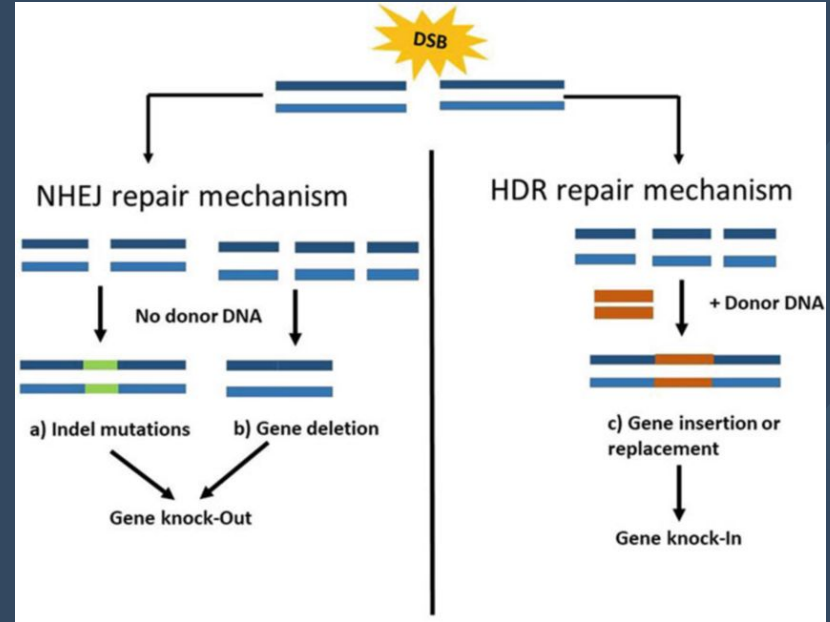 DSB
NHEJ repair mechanism
No donor DNA
a) Indel mutations
b) Gene deletion
Gene knock-Out
HDR repair mechanism
+ Donor DNA
c) Gene insertion or
replacement
Gene knock-In